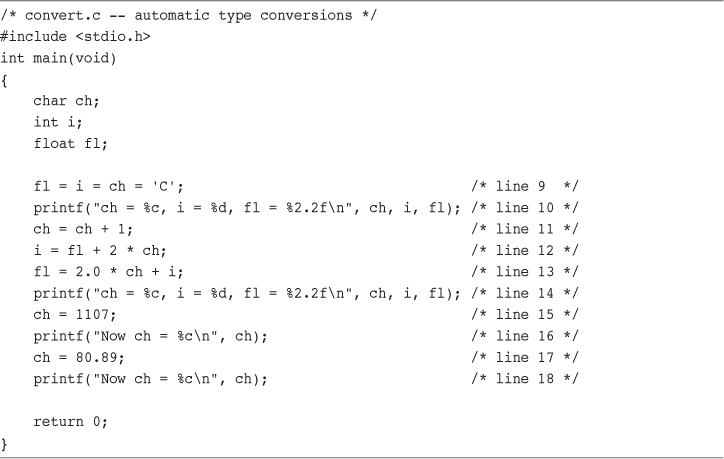 /* convert.c -- automatic type conversions */
#include <stdio.h>
int main(void)
{
    char ch;
    int i;
    float fl;

    fl = i = ch = 'C';                                  /* line 9  */
    printf("ch = %c, i = %d, fl = %2.2f\n", ch, i, fl); /* line 10 */
    ch = ch + 1;                                        /* line 11 */
    i = fl + 2 * ch;                                    /* line 12 */
    fl = 2.0 * ch + i;                                  /* line 13 */
    printf("ch = %c, i = %d, fl = %2.2f\n", ch, i, fl); /* line 14 */
    ch = 1107;                                          /* line 15 */
    printf("Now ch = %c\n", ch);                        /* line 16 */
    ch = 80.89;                                         /* line 17 */
    printf("Now ch = %c\n", ch);                        /* line 18 */

    return 0;
}